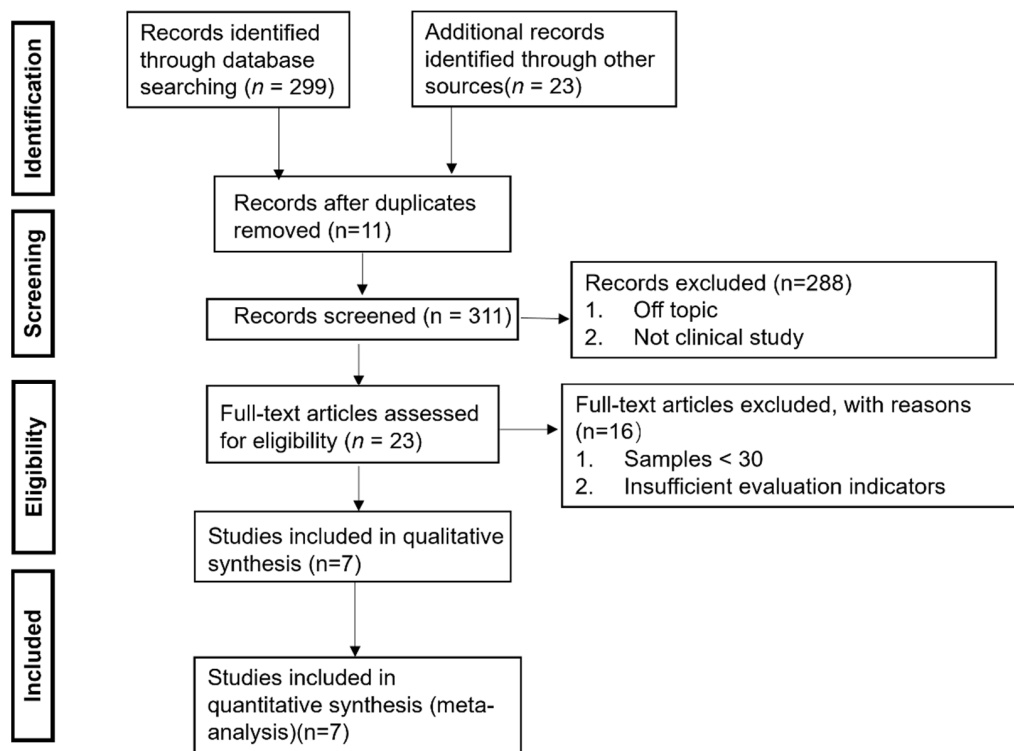 Identification
Records identified
through database
searching (n = 299)
Additional records
identified through other
sources(n = 23)
Records after duplicates
removed (n=11)
Screening
Records screened (n = 311)
Records excluded (n=288)
1. Off topic
2. Not clinical study
Eligibility
Full-text articles assessed
for eligibility (n = 23)
Full-text articles excluded, with reasons
(n=16)
1. Samples < 30
2. Insufficient evaluation indicators
Studies included in qualitative
synthesis (n=7)
Included
Studies included in
quantitative synthesis (meta-
analysis)(n=7)